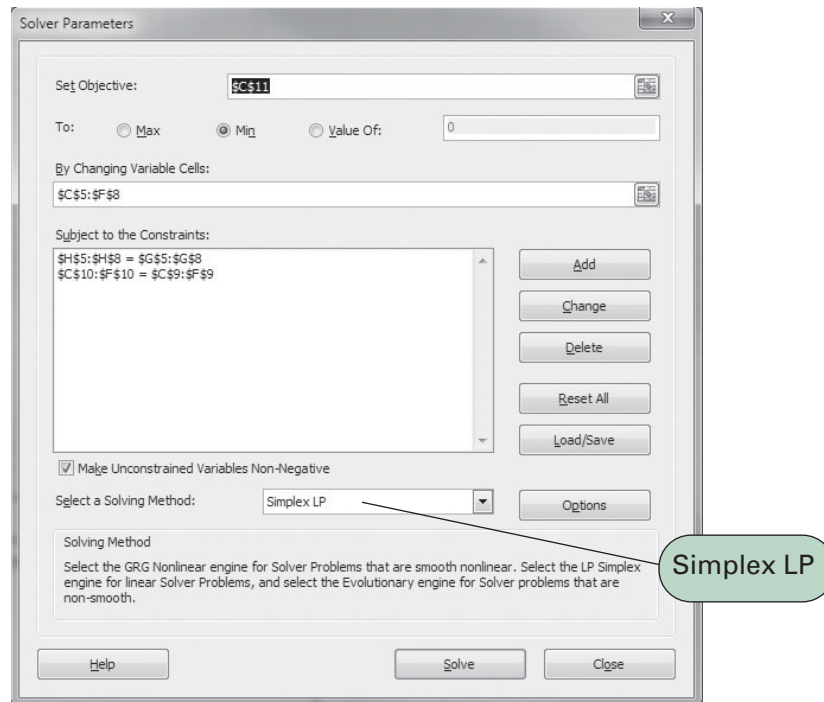 Solver Parameters
Set Objective:
$C$11
To:
Max
Min
Value Of:
0
By Changing Variable Cells:
$C$5:$F$8
Subject to the Constraints:
$H$5:$H$8 = $G$5:$G$8
$C$10:$F$10 = $C$9:$F$9
Add
Change
Delete
Reset All
Load/Save
Make Unconstrained Variables Non-Negative
Select a Solving Method:
Simplex LP
Options
Simplex LP
Solving Method
Select the GRG Nonlinear engine for Solver Problems that are smooth nonlinear. Select the LP Simplex
engine for linear Solver Problems, and select the Evolutionary engine for Solver problems that are
non-smooth.
Help
Solve
Close